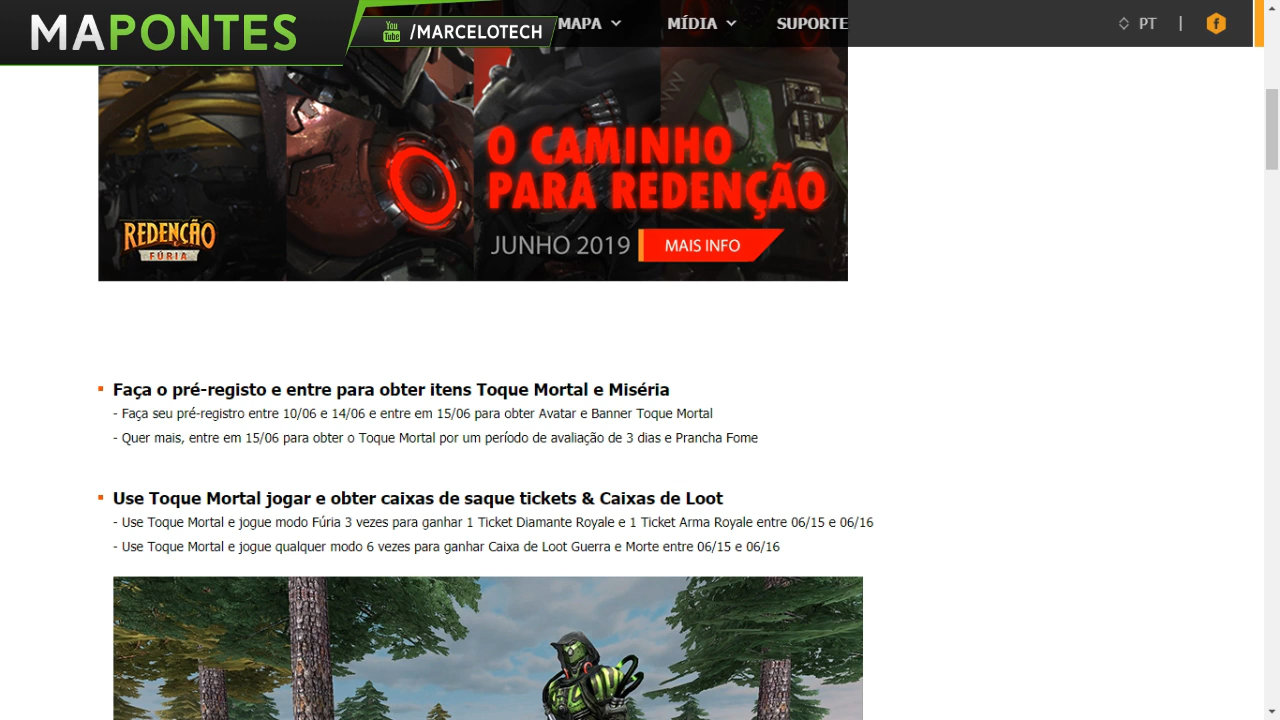 MAPONTES
You Tube /MARCELOTECH
MAPA
MÍDIA
SUPORTE
PT
|
f
O CAMINHO
PARA REDENÇÃO
REDENCÃO
FÚRIA
JUNHO 2019
MAIS INFO
Faça o pré-registo e entre para obter itens Toque Mortal e Miséria
- Faça seu pré-registro entre 10/06 e 14/06 e entre em 15/06 para obter Avatar e Banner Toque Mortal
- Quer mais, entre em 15/06 para obter o Toque Mortal por um período de avaliação de 3 dias e Prancha Fome
Use Toque Mortal jogar e obter caixas de saque tickets & Caixas de Loot
- Use Toque Mortal e jogue modo Fúria 3 vezes para ganhar 1 Ticket Diamante Royale e 1 Ticket Arma Royale entre 06/15 e 06/16
- Use Toque Mortal e jogue qualquer modo 6 vezes para ganhar Caixa de Loot Guerra e Morte entre 06/15 e 06/16